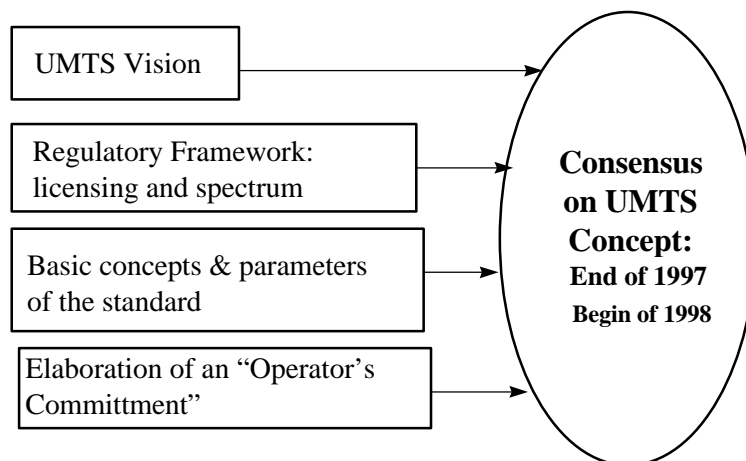 UMTS Vision
Regulatory Framework:
licensing and spectrum
Basic concepts & parameters
of the standard
Elaboration of an “Operator’s
Committment”
Consensus
on UMTS
Concept:
End of 1997
Begin of 1998